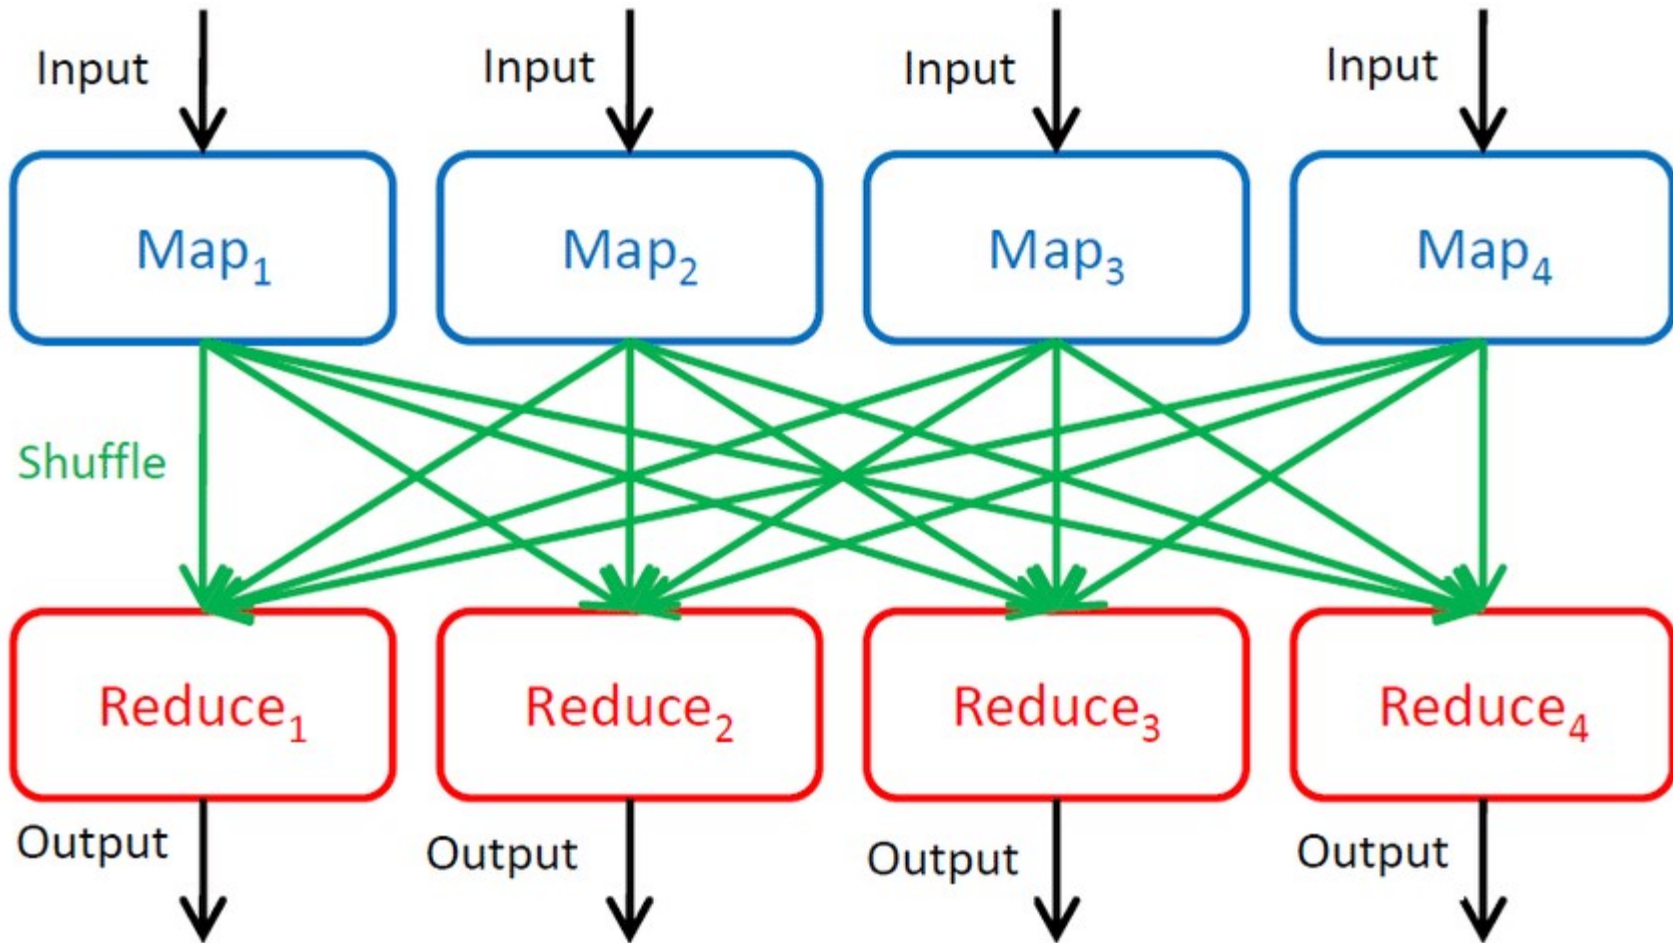 Input Input Input Input
Map₁ Map₂ Map₃ Map₄
Shuffle
Reduce₁ Reduce₂ Reduce₃ Reduce₄
Output Output Output Output